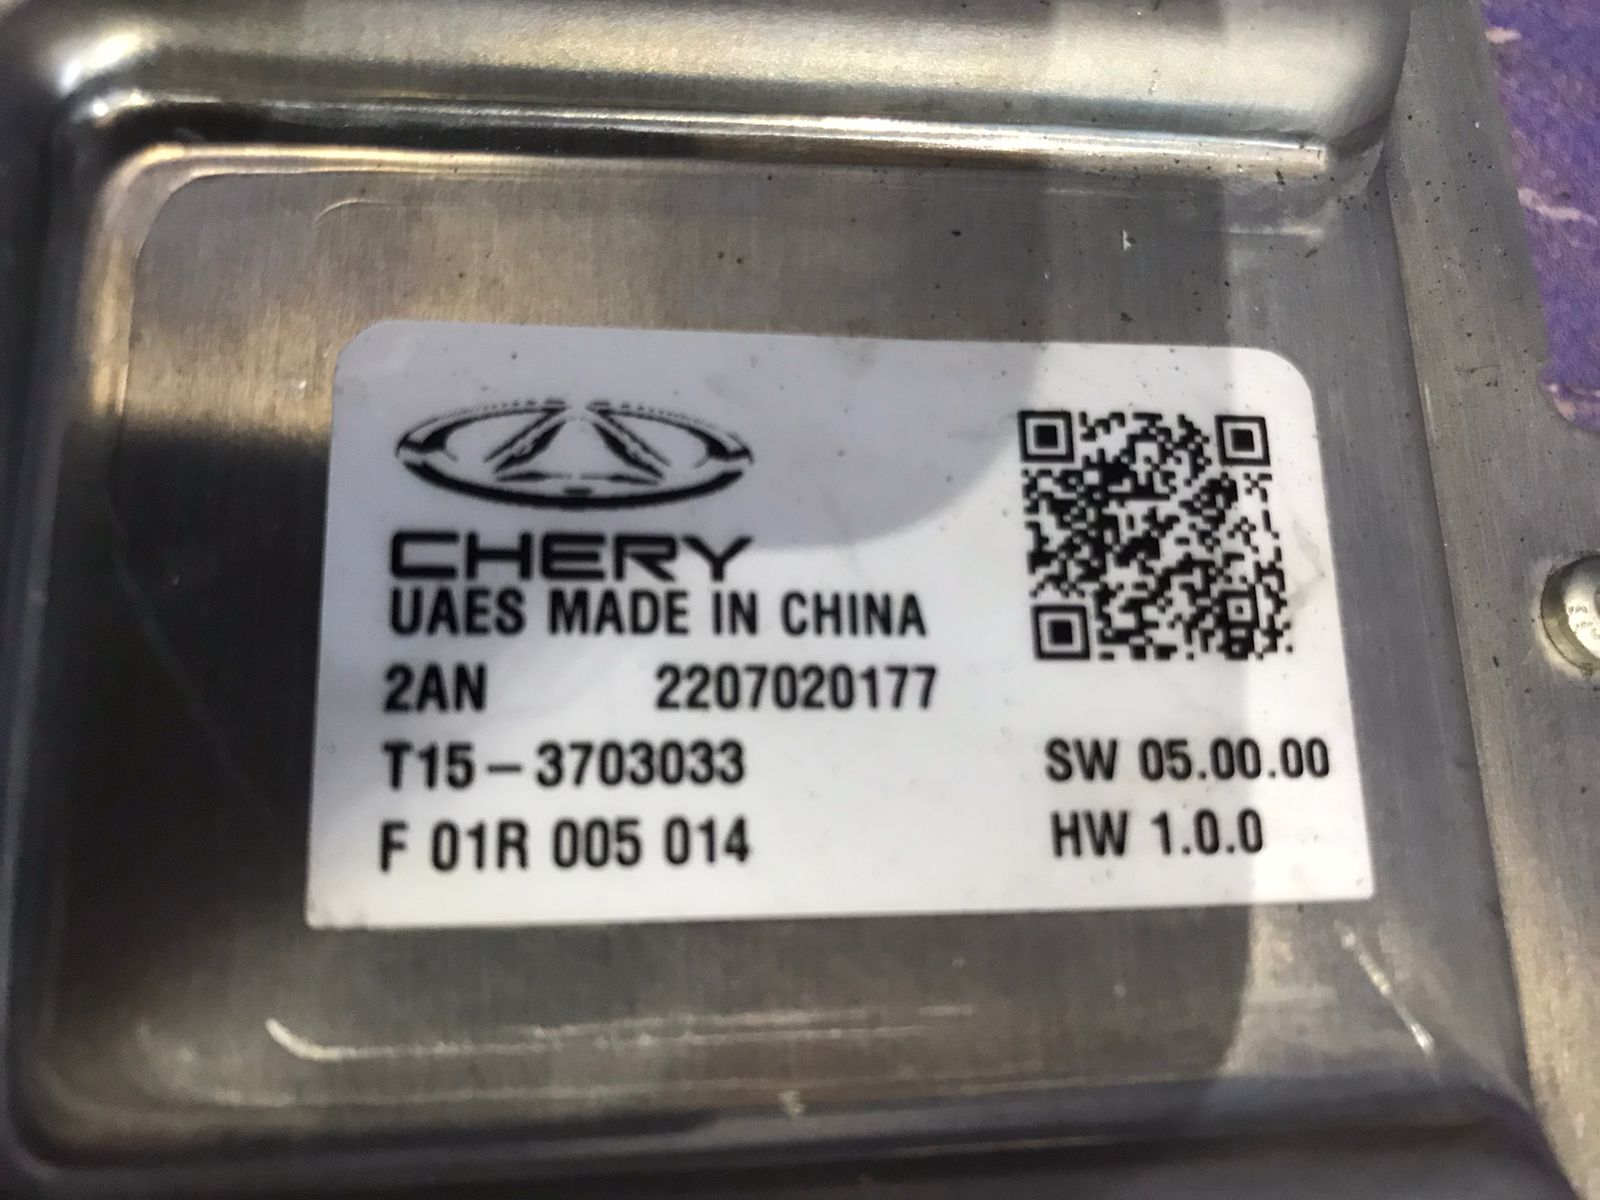 CHERY
UAES MADE IN CHINA
2AN 2207020177
T15-3703033 SW 05.00.00
F 01R 005 014 HW 1.0.0